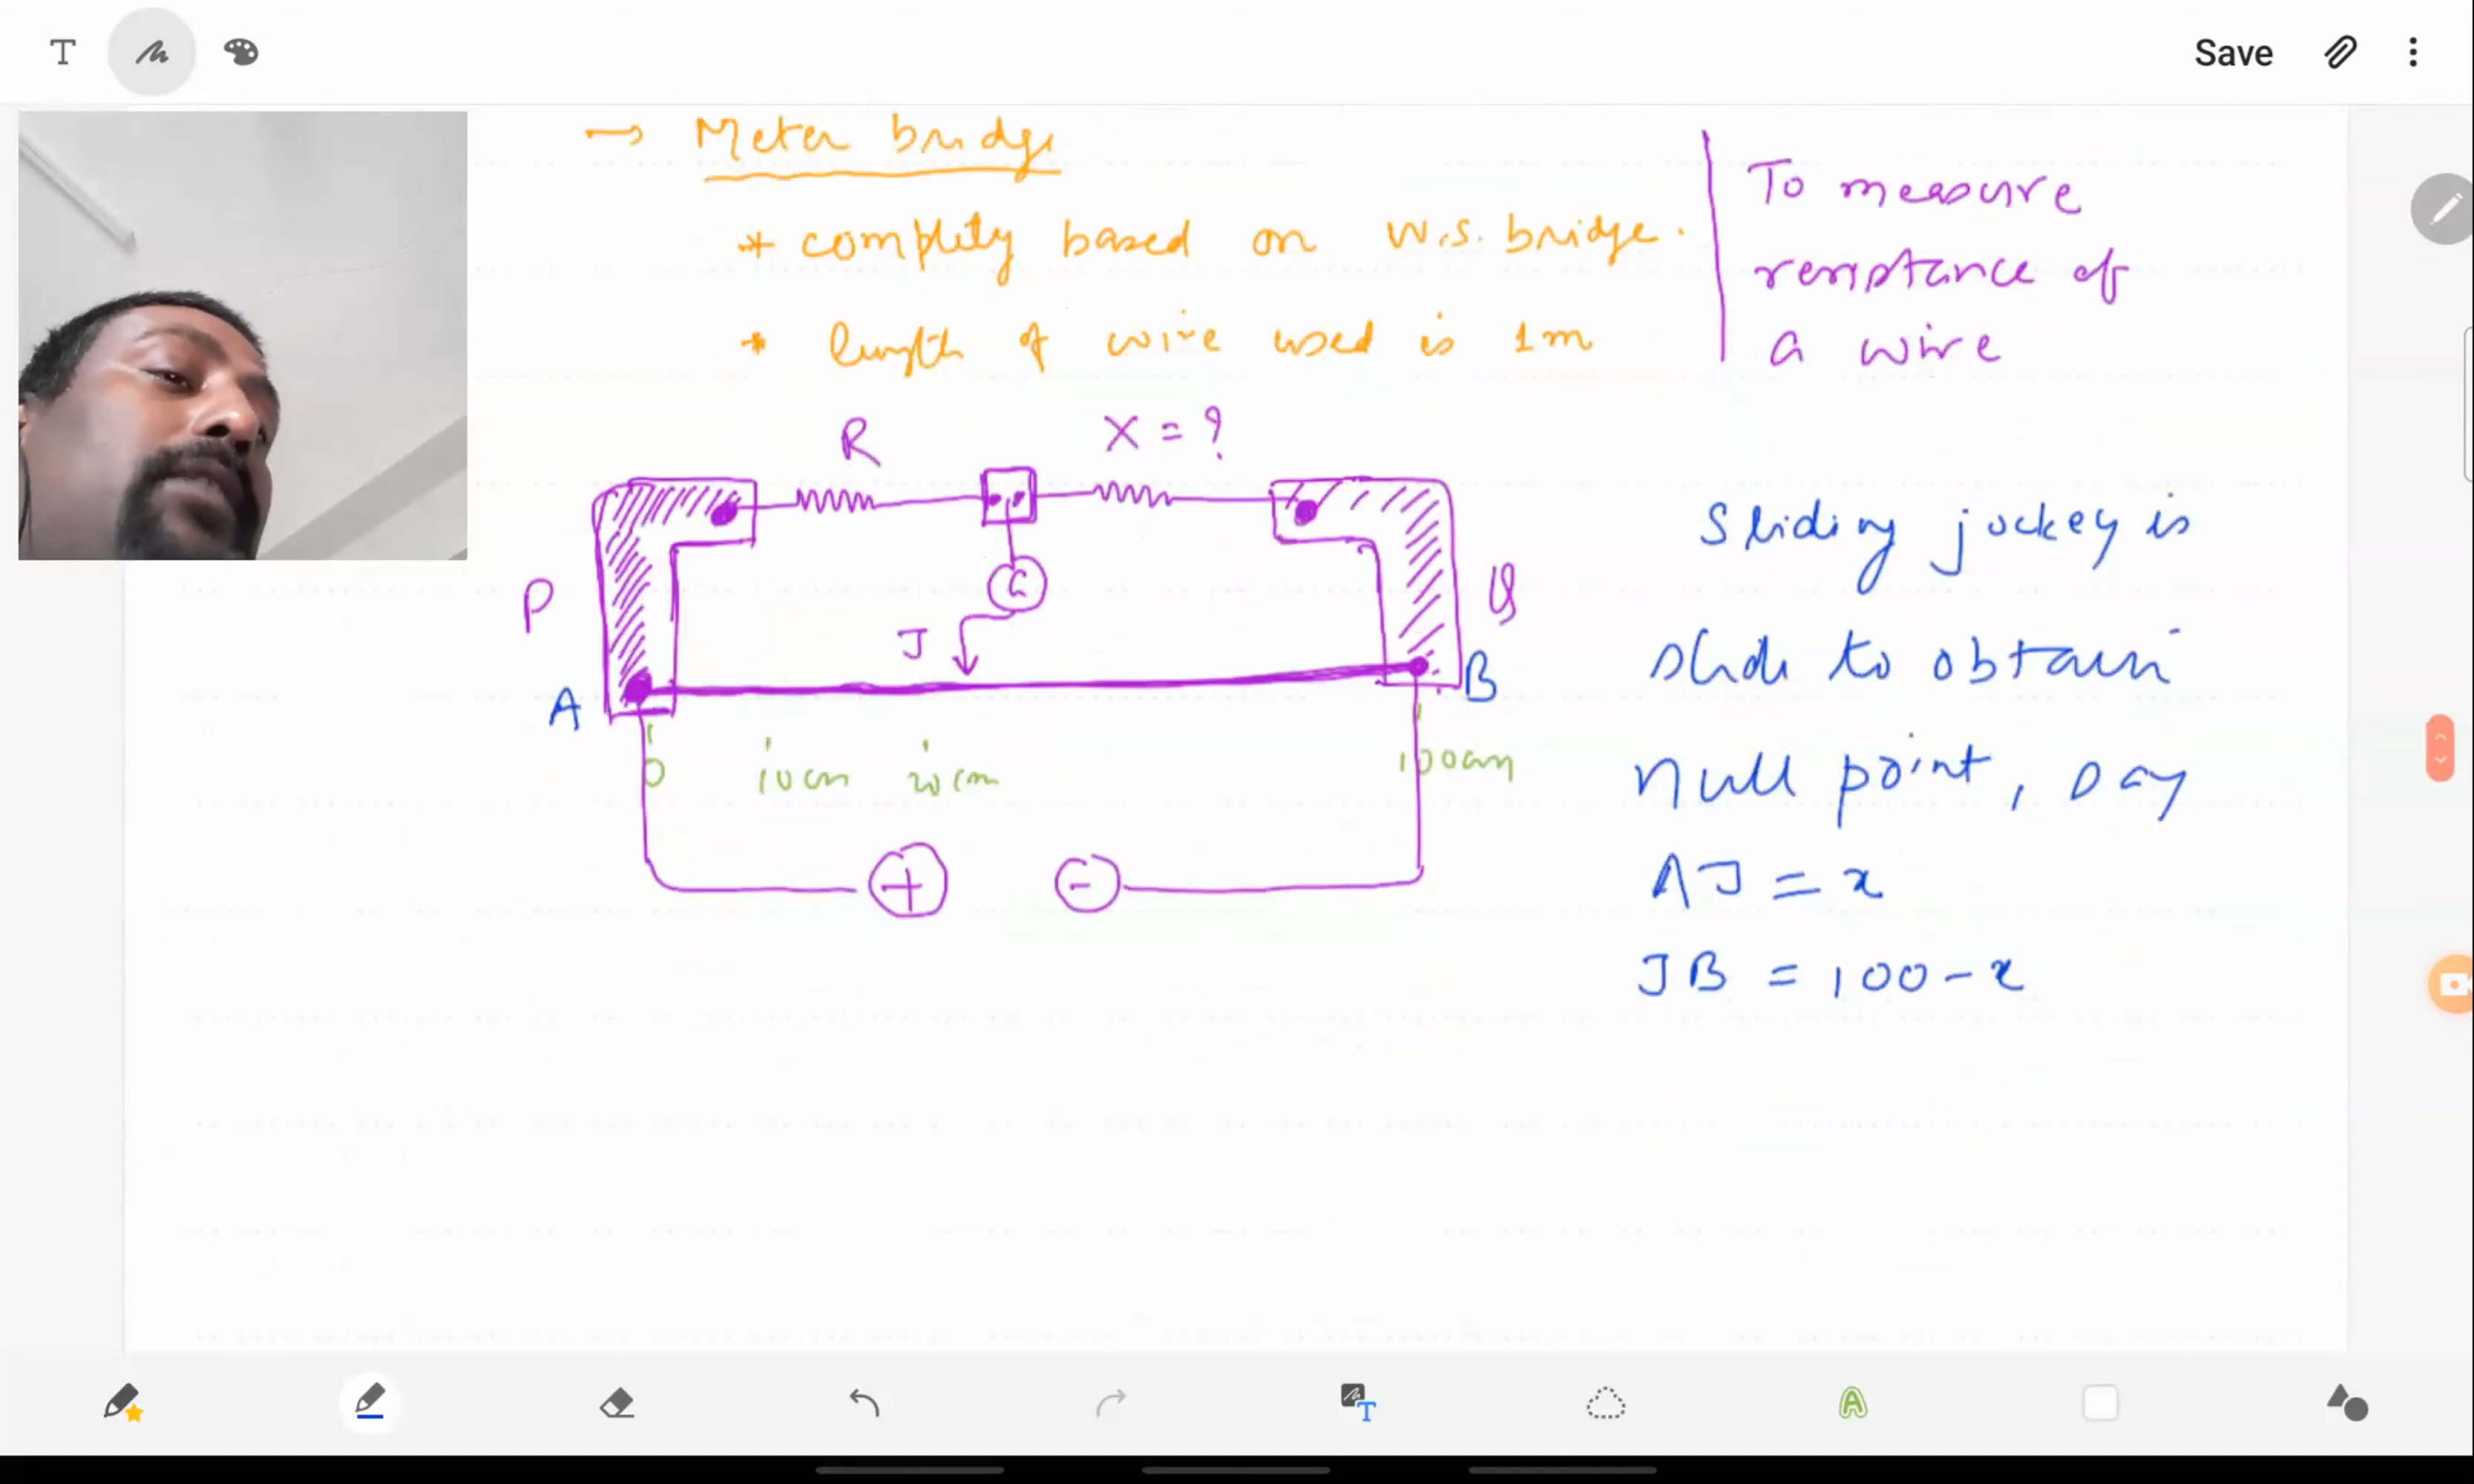 Save
→ Meter bridge
* completly based on W.S. bridge.
* length of wire used is 1m
To measure
resistance of
a wire
R
X = ?
P
G
J
Q
A
B
0 10cm 20cm 100cm
+ -
Sliding jockey is
slide to obtain
null point, say
AJ = x
JB = 100 - x